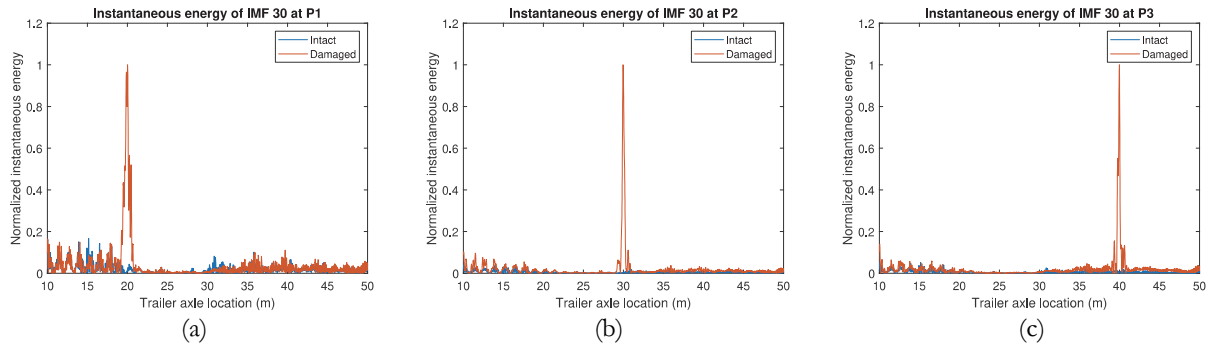 Instantaneous energy of IMF 30 at P1
1.2
1
0.8
0.6
0.4
0.2
0
Normalized instantaneous energy
Intact
Damaged
10 15 20 25 30 35 40 45 50
Trailer axle location (m)
(a)
Instantaneous energy of IMF 30 at P2
1.2
1
0.8
0.6
0.4
0.2
0
Normalized instantaneous energy
Intact
Damaged
10 15 20 25 30 35 40 45 50
Trailer axle location (m)
(b)
Instantaneous energy of IMF 30 at P3
1.2
1
0.8
0.6
0.4
0.2
0
Normalized instantaneous energy
Intact
Damaged
10 15 20 25 30 35 40 45 50
Trailer axle location (m)
(c)